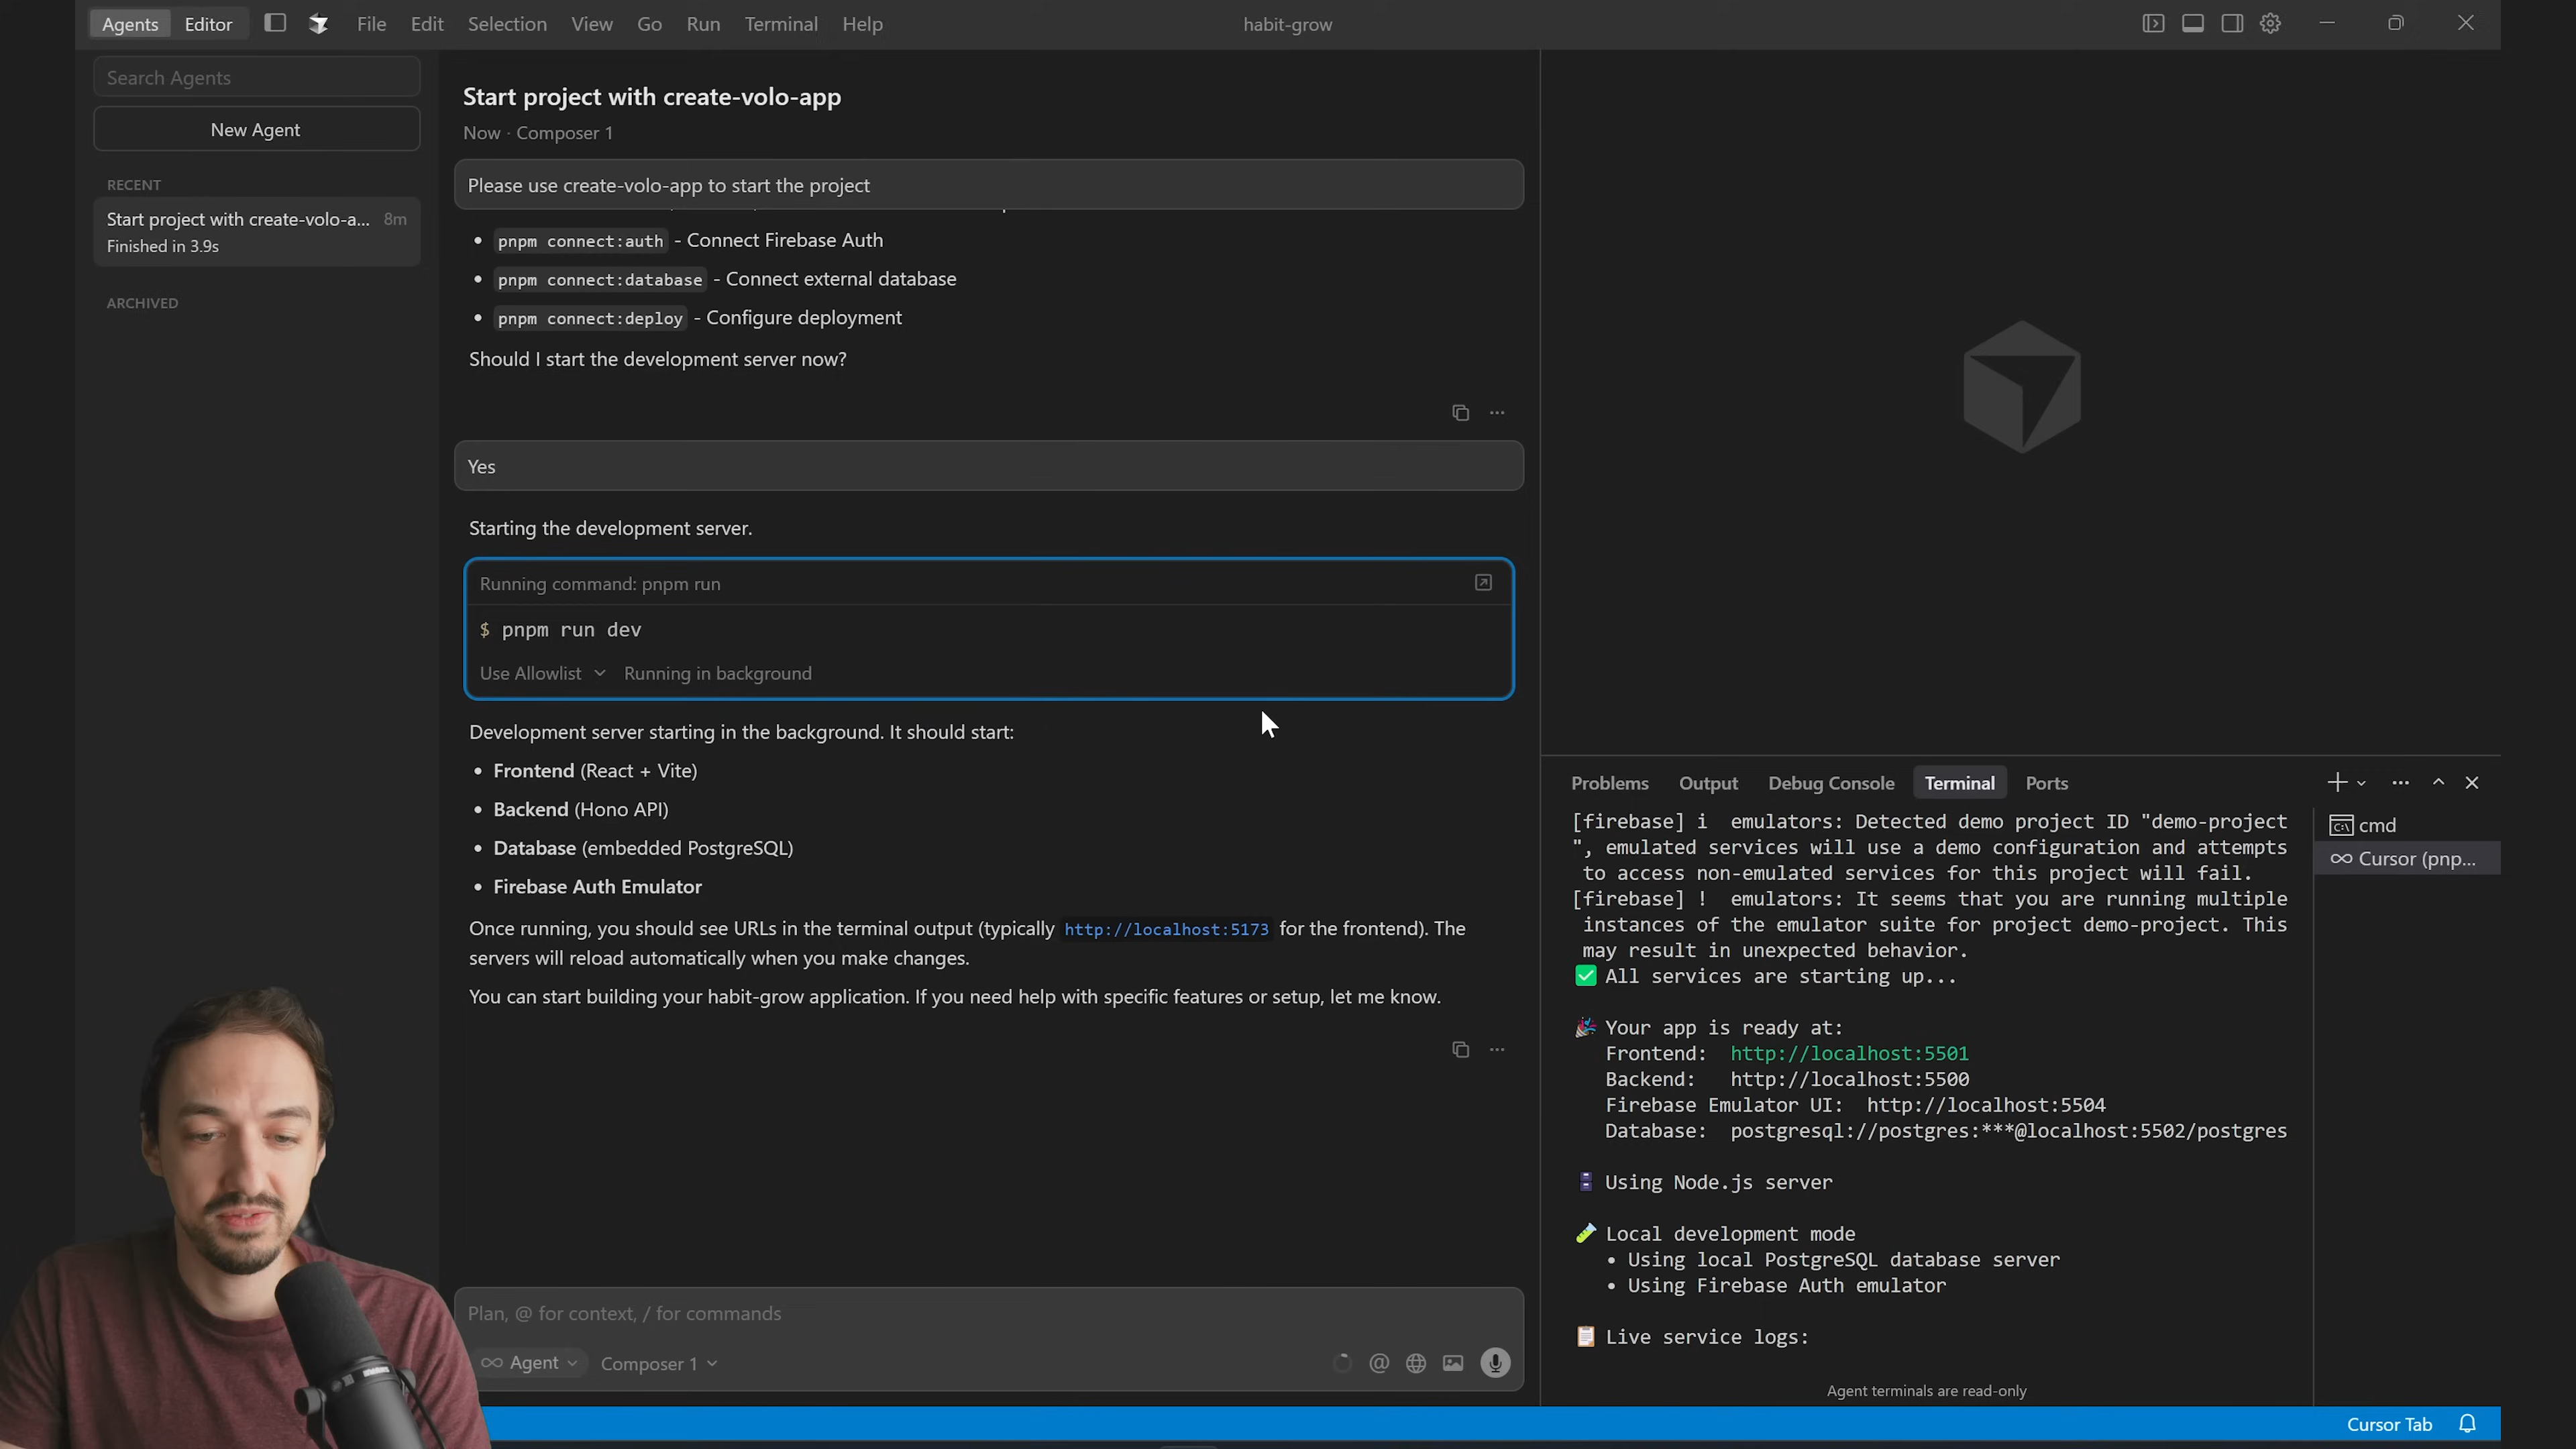 Agents Editor File Edit Selection View Go Run Terminal Help habit-grow
Search Agents
New Agent
RECENT
Start project with create-volo-a... 8m
Finished in 3.9s
ARCHIVED
Start project with create-volo-app
Now · Composer 1
Please use create-volo-app to start the project
• pnpm connect:auth - Connect Firebase Auth
• pnpm connect:database - Connect external database
• pnpm connect:deploy - Configure deployment
Should I start the development server now?
Yes
Starting the development server.
Running command: pnpm run
$ pnpm run dev
Use Allowlist Running in background
Development server starting in the background. It should start:
• Frontend (React + Vite)
• Backend (Hono API)
• Database (embedded PostgreSQL)
• Firebase Auth Emulator
Once running, you should see URLs in the terminal output (typically http://localhost:5173 for the frontend). The
servers will reload automatically when you make changes.
You can start building your habit-grow application. If you need help with specific features or setup, let me know.
Plan, @ for context, / for commands
Agent Composer 1
Problems Output Debug Console Terminal Ports
[firebase] i emulators: Detected demo project ID "demo-project
", emulated services will use a demo configuration and attempts
to access non-emulated services for this project will fail.
[firebase] ! emulators: It seems that you are running multiple
instances of the emulator suite for project demo-project. This
may result in unexpected behavior.
✅ All services are starting up...
🎉 Your app is ready at:
Frontend: http://localhost:5501
Backend: http://localhost:5500
Firebase Emulator UI: http://localhost:5504
Database: postgresql://postgres:***@localhost:5502/postgres
🗄️ Using Node.js server
🧪 Local development mode
• Using local PostgreSQL database server
• Using Firebase Auth emulator
📋 Live service logs:
Agent terminals are read-only
cmd
Cursor (pnp...
Cursor Tab